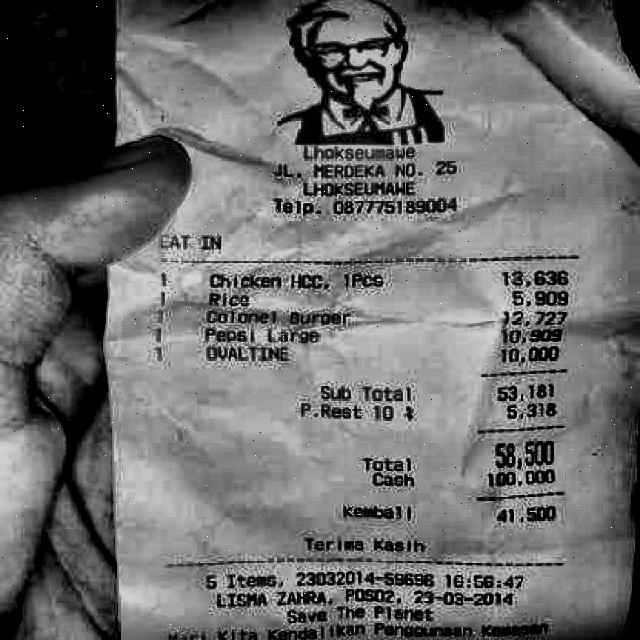 Lhokseumawe
JL. MERDEKA NO. 25
LHOKSEUMAWE
Telp. 087775189004
EAT IN
1 Chicken HCC, 1Pcs 13,636
1 Rice 5,909
1 Colonel Burger 12,727
1 Pepsi Large 10,909
1 OVALTINE 10,000
Sub Total 53,181
P.Rest 10 % 5,318
Total 58,500
Cash 100,000
Kembali 41,500
Terima Kasih
5 Items, 23032014-59696 16:56:47
LISMA ZAHRA, POS02, 23-03-2014
Save The Planet
Mari Kita Kendalikan Penggunaan Kemasan